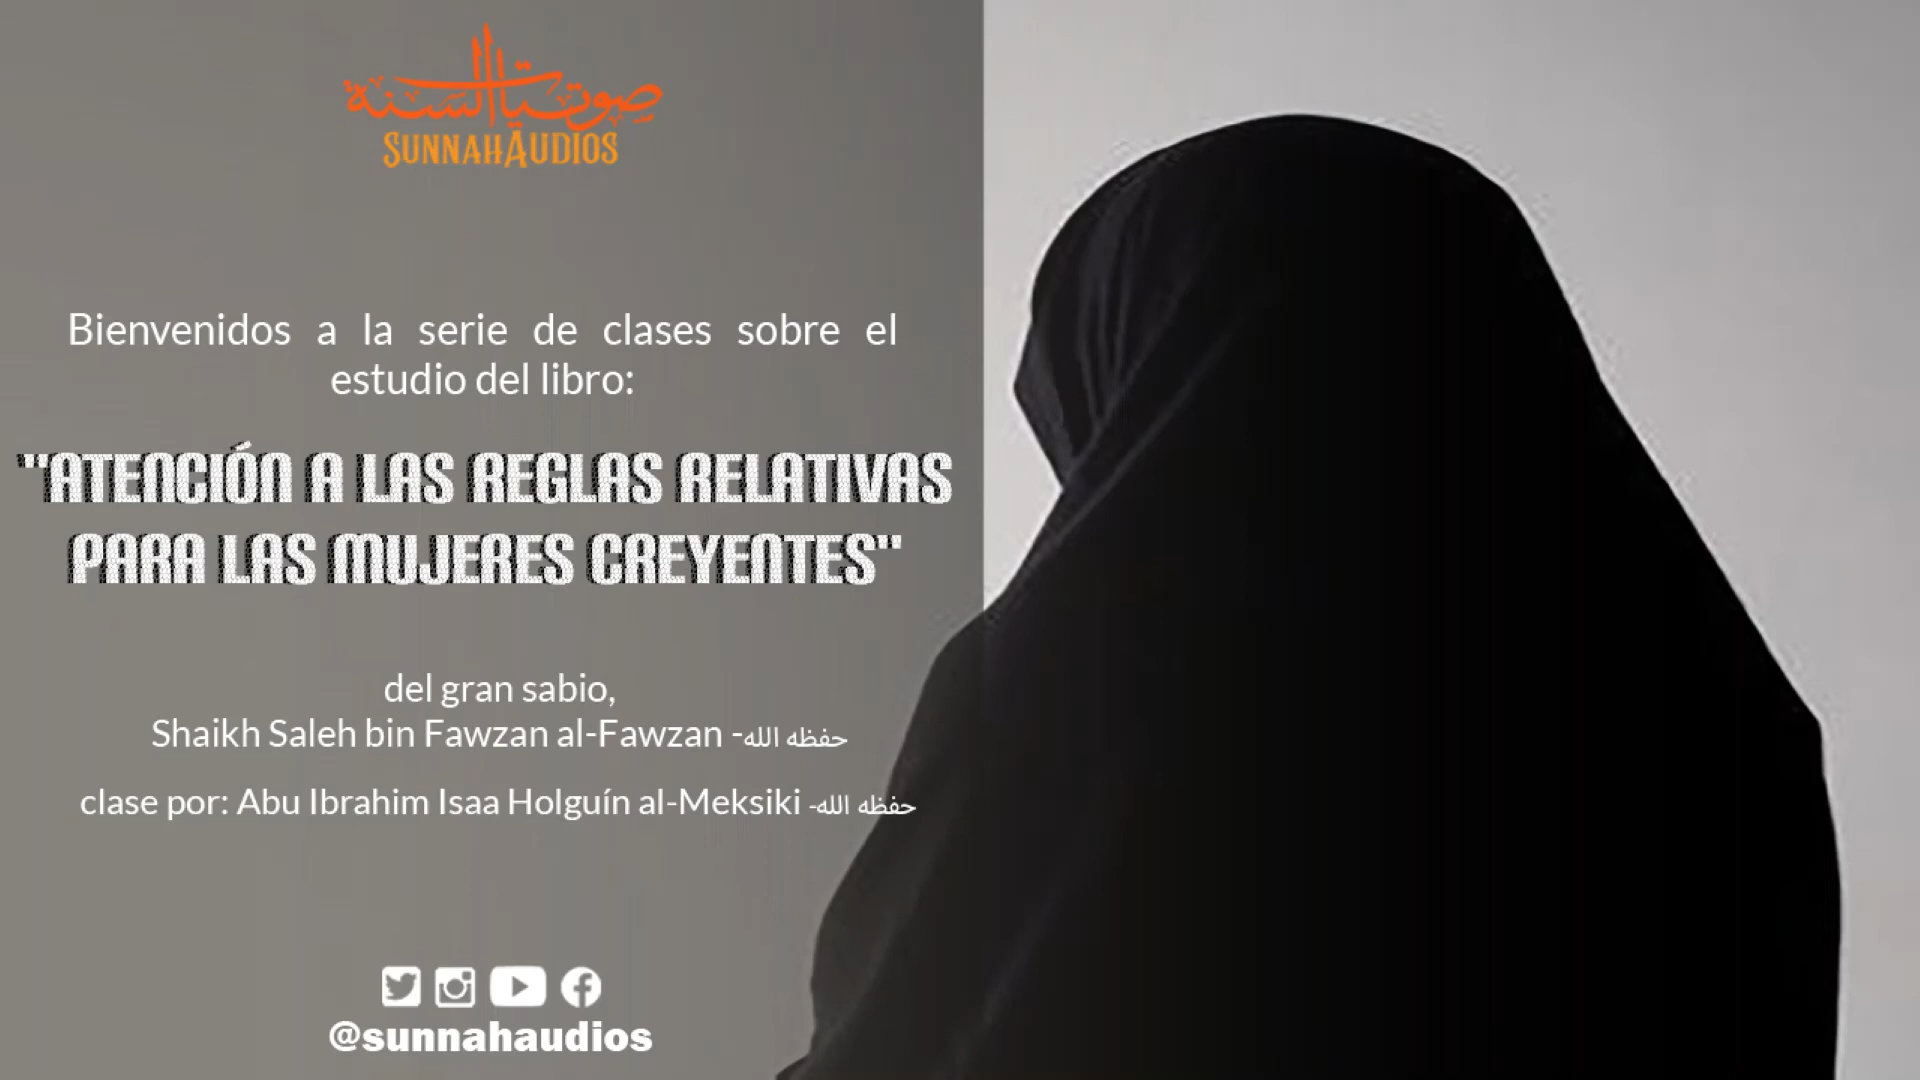 صوتيات السنة
SUNNAHAUDIOS
Bienvenidos a la serie de clases sobre el
estudio del libro:
"ATENCIÓN A LAS REGLAS RELATIVAS
PARA LAS MUJERES CREYENTES"
del gran sabio,
Shaikh Saleh bin Fawzan al-Fawzan -حفظه الله
clase por: Abu Ibrahim Isaa Holguín al-Meksiki -حفظه الله
@sunnahaudios